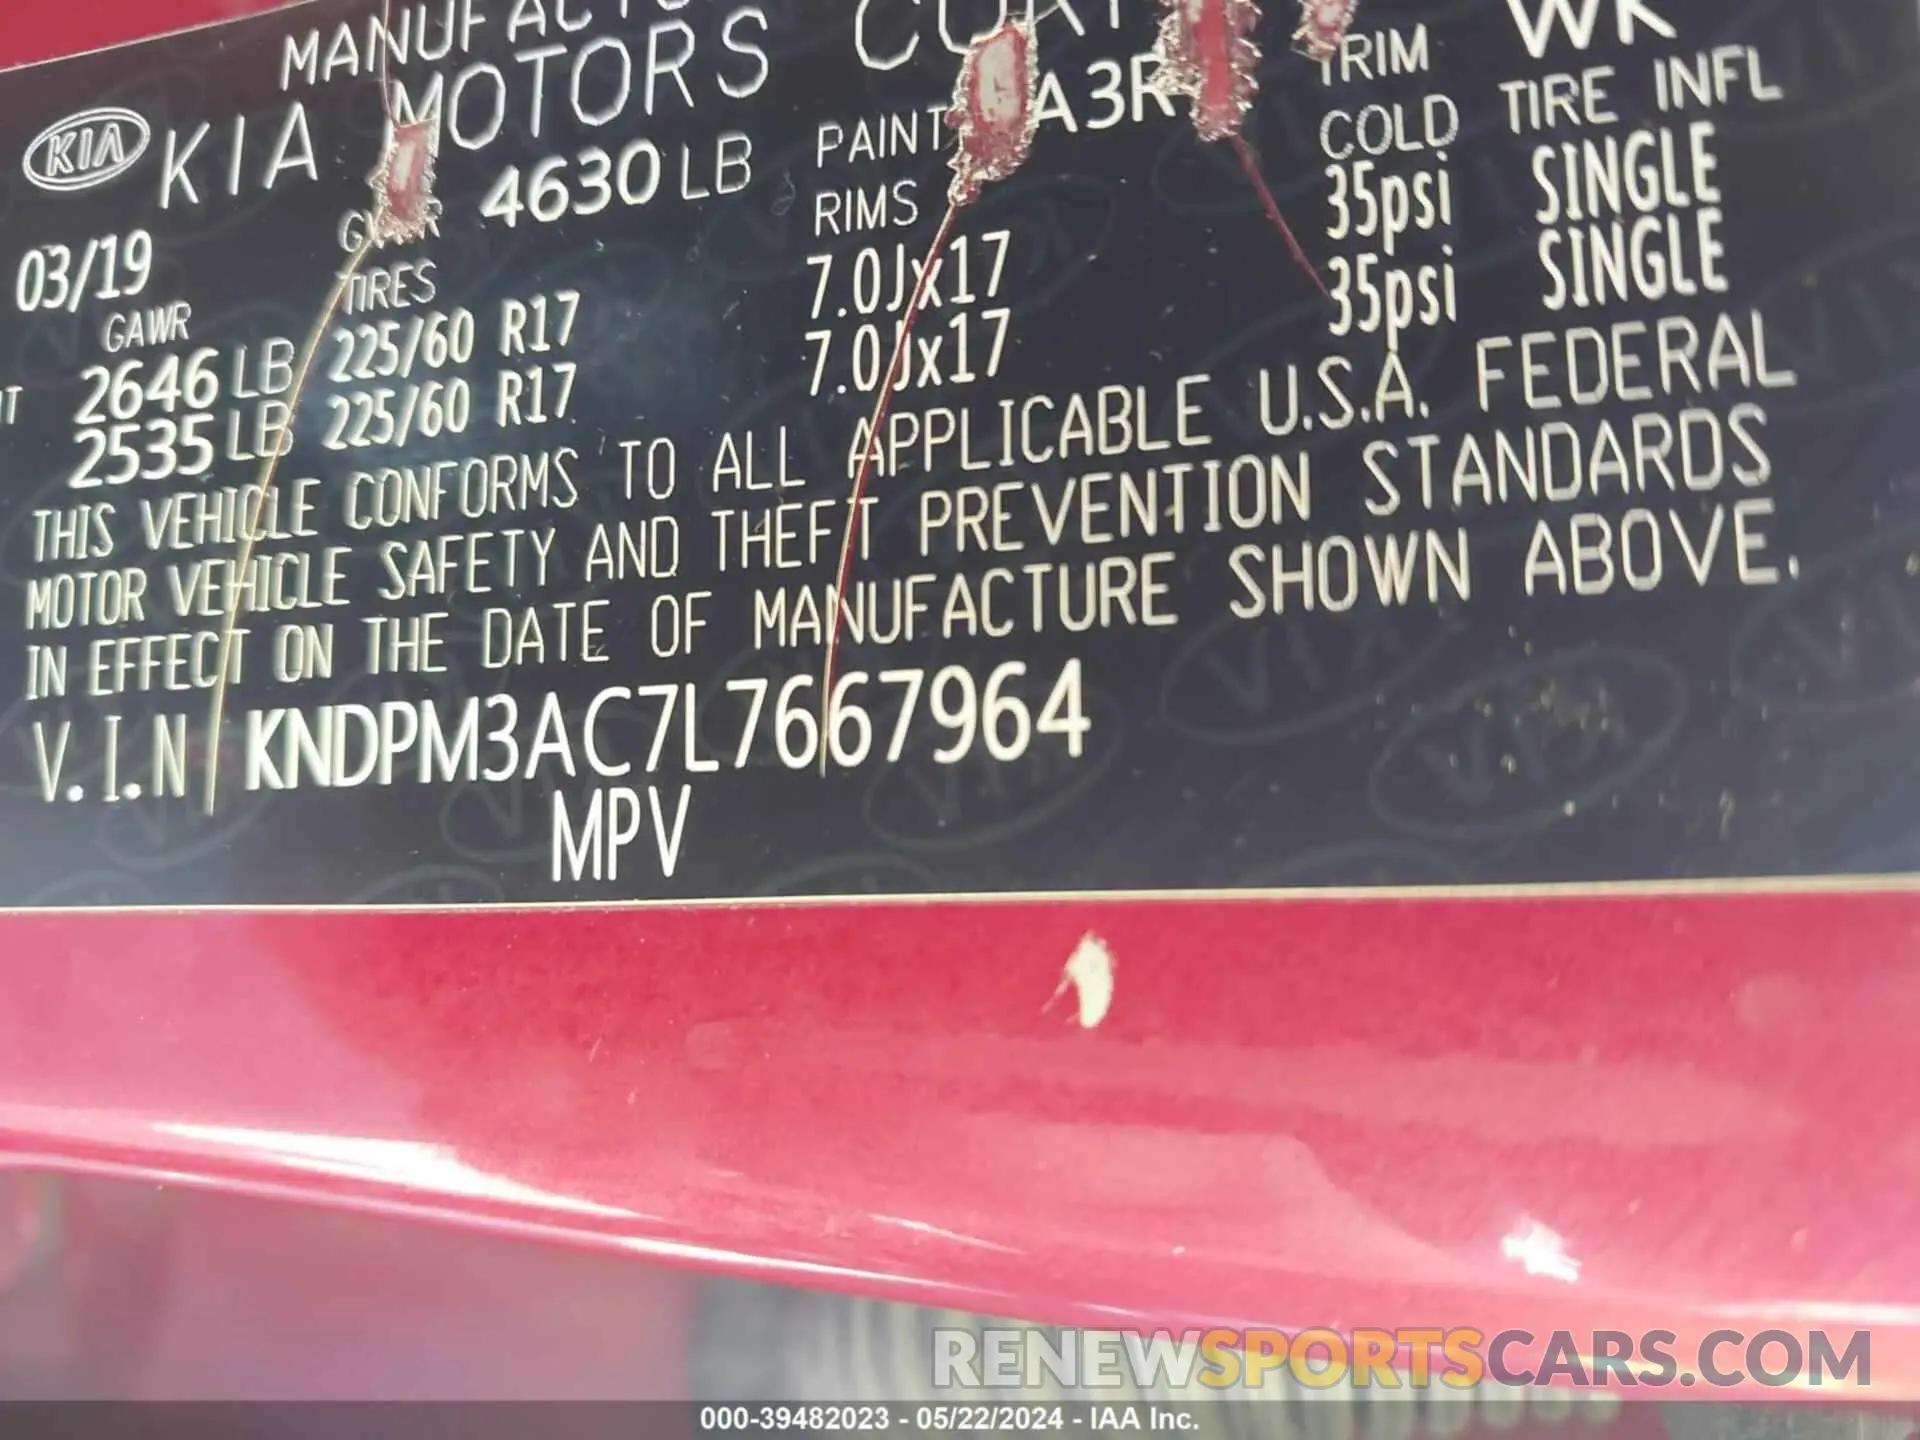 MANUFACTU
KIA KIA MOTORS CORP
03/19 GVWR 4630 LB PAINT A3R TRIM WK
GAWR TIRES RIMS COLD TIRE INFL
2646 LB 225/60 R17 7.0Jx17 35psi SINGLE
2535 LB 225/60 R17 7.0Jx17 35psi SINGLE
THIS VEHICLE CONFORMS TO ALL APPLICABLE U.S.A. FEDERAL
MOTOR VEHICLE SAFETY AND THEFT PREVENTION STANDARDS
IN EFFECT ON THE DATE OF MANUFACTURE SHOWN ABOVE.
V.I.N KNDPM3AC7L7667964
MPV
RENEWSPORTSCARS.COM
000-39482023 - 05/22/2024 - IAA Inc.